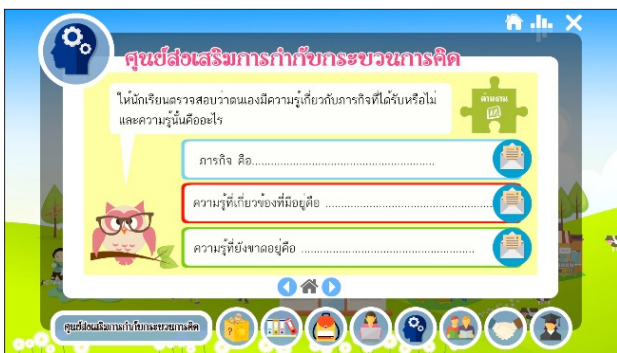 ศูนย์ส่งเสริมการกำกับกระบวนการคิด
ให้นักเรียนตรวจสอบว่าตนเองมีความรู้เกี่ยวกับภารกิจที่ได้รับหรือไม่
และความรู้นั้นคืออะไร
คำถาม
ภารกิจ คือ............................................................
ความรู้ที่เกี่ยวข้องที่มีอยู่คือ ........................................................
ความรู้ที่ยังขาดอยู่คือ ..........................................................
ศูนย์ส่งเสริมการกำกับกระบวนการคิด